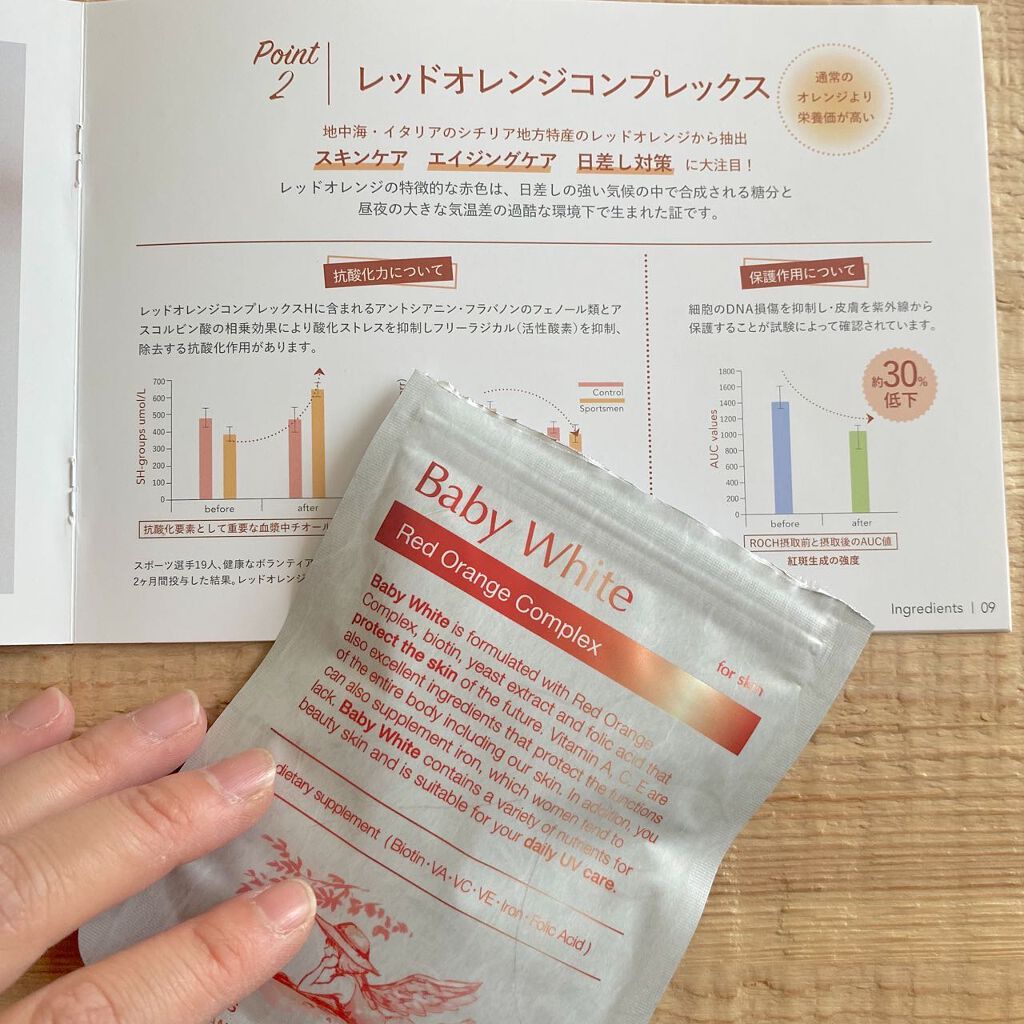 Point
2
レッドオレンジコンプレックス
通常の
オレンジより
栄養価が高い
地中海・イタリアのシチリア地方特産のレッドオレンジから抽出
スキンケア エイジングケア 日差し対策 に大注目！
レッドオレンジの特徴的な赤色は、日差しの強い気候の中で合成される糖分と
昼夜の大きな気温差の過酷な環境下で生まれた証です。
抗酸化力について
レッドオレンジコンプレックスHに含まれるアントシアニン・フラバノンのフェノール類とア
スコルビン酸の相乗効果により酸化ストレスを抑制しフリーラジカル（活性酸素）を抑制、
除去する抗酸化作用があります。
SH-groups umol/L
700
600
500
400
300
200
100
0
before
after
Control
Sportsmen
抗酸化要素として重要な血漿中チオール
スポーツ選手19人、健康なボランティア
2ヶ月間投与した結果。レッドオレンジ
保護作用について
細胞のDNA損傷を抑制し・皮膚を紫外線から
保護することが試験によって確認されています。
AUC values
1800
1600
1400
1200
1000
800
600
400
200
0
before
after
約30%
低下
ROCH摂取前と摂取後のAUC値
紅斑生成の強度
Ingredients | 09
Baby White
Red Orange Complex
for skin
Baby White is formulated with Red Orange
Complex, biotin, yeast extract and folic acid that
protect the skin of the future. Vitamin A, C, E are
also excellent ingredients that protect the functions
of the entire body including our skin. In addition, you
can also supplement iron, which women tend to
lack. Baby White contains a variety of nutrients for
beauty skin and is suitable for your daily UV care.
dietary supplement (Biotin・VA・VC・VE・Iron・Folic Acid)